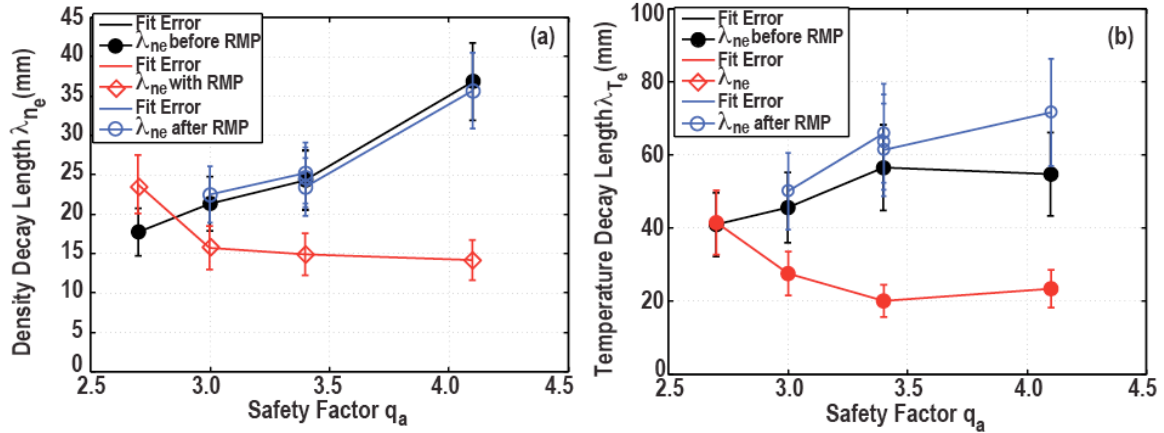 Density Decay Length λne (mm)
45
40
35
30
25
20
15
10
5
0
Fit Error
λne before RMP
Fit Error
λne with RMP
Fit Error
λne after RMP
(a)
2.5 3.0 3.5 4.0 4.5
Safety Factor qa
Temperature Decay Length λTe (mm)
100
80
60
40
20
0
Fit Error
λne before RMP
Fit Error
λne
Fit Error
λne after RMP
(b)
2.5 3.0 3.5 4.0 4.5
Safety Factor qa